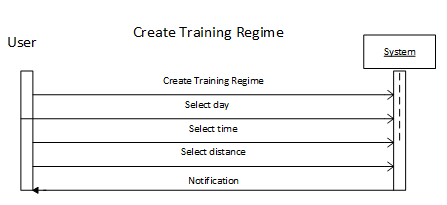 Create Training Regime
User
System
Create Training Regime
Select day
Select time
Select distance
Notification